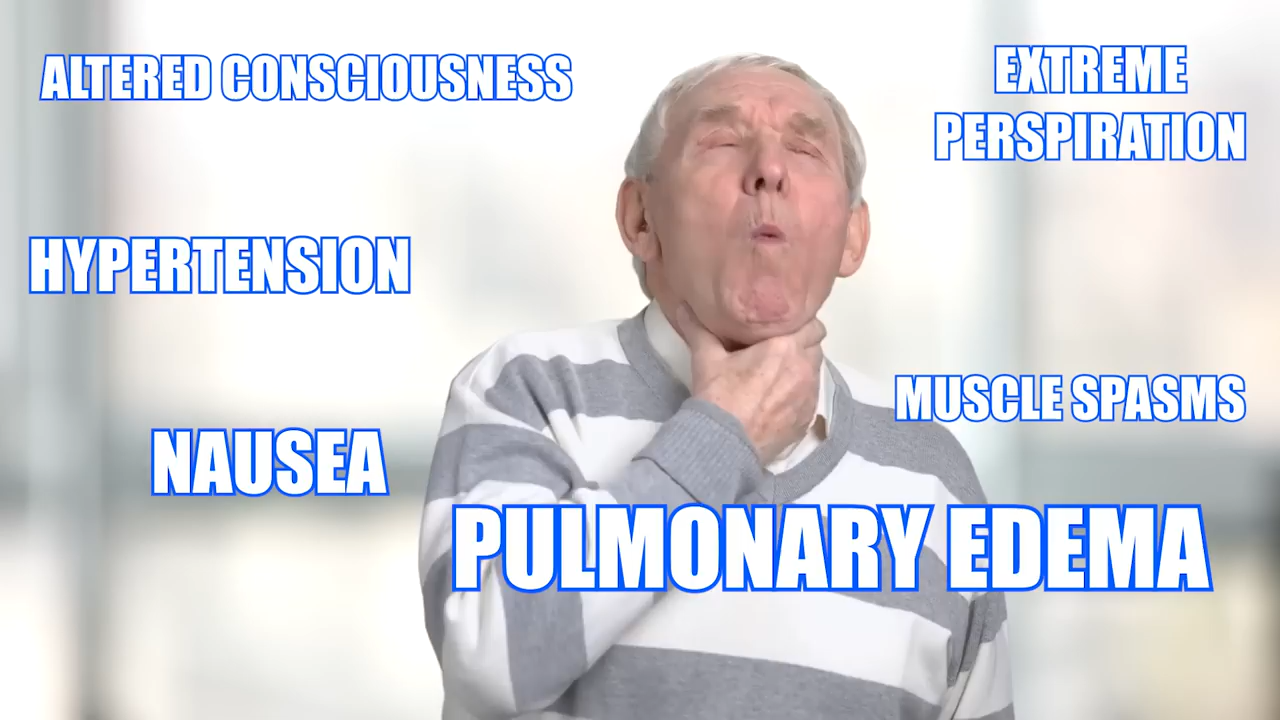 ALTERED CONSCIOUSNESS
EXTREME
PERSPIRATION
HYPERTENSION
MUSCLE SPASMS
NAUSEA
PULMONARY EDEMA